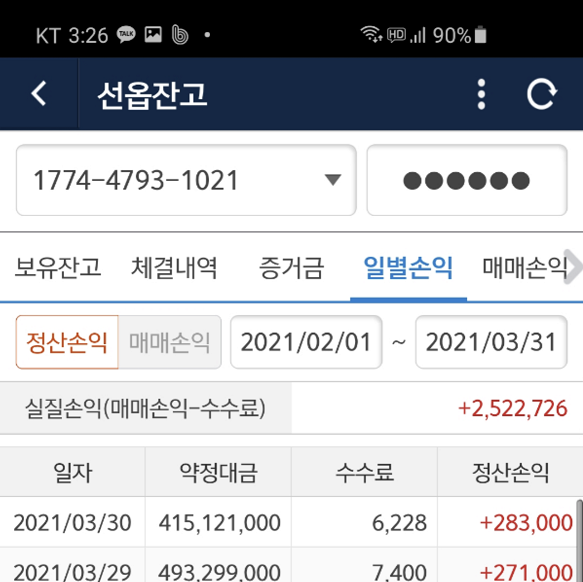 KT 3:26 TALK HD 90%
선옵잔고
1774-4793-1021 ●●●●●●
보유잔고 체결내역 증거금 일별손익 매매손익
정산손익 매매손익 2021/02/01 ~ 2021/03/31
실질손익(매매손익-수수료) +2,522,726
일자 약정대금 수수료 정산손익
2021/03/30 415,121,000 6,228 +283,000
2021/03/29 493,299,000 7,400 +271,000